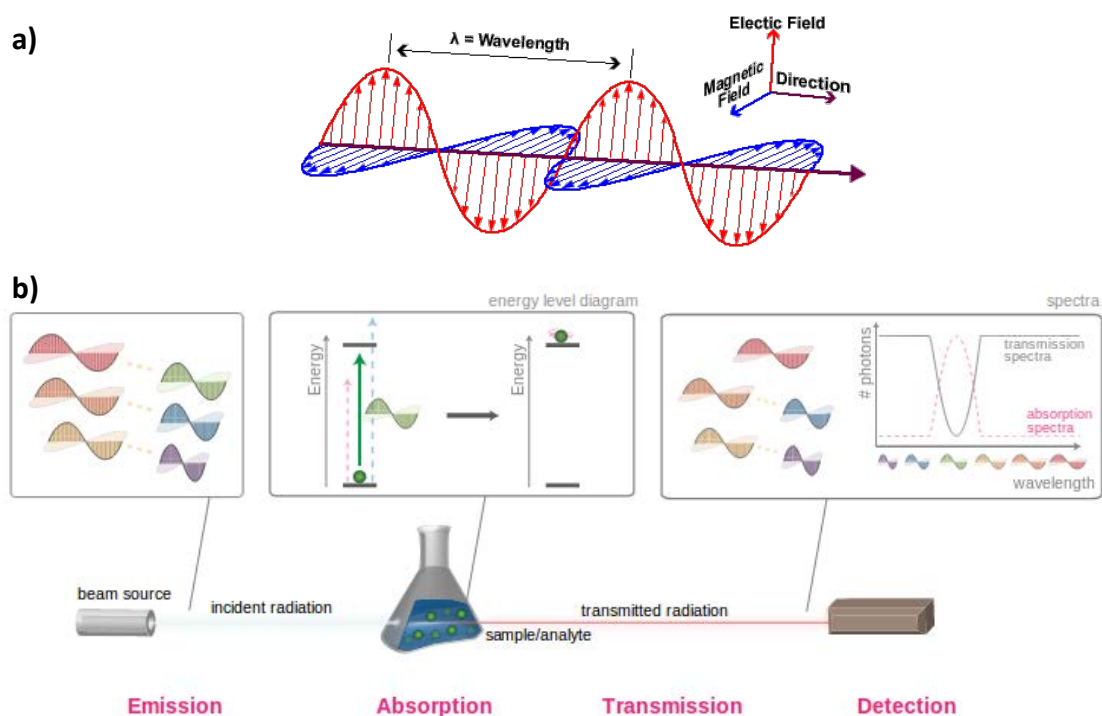 a)
λ = Wavelength
Electic Field
Magnetic
Field
Direction
b)
energy level diagram
spectra
Energy
Energy
# photons
transmission
spectra
absorption
spectra
wavelength
beam source
incident radiation
sample/analyte
transmitted radiation
Emission
Absorption
Transmission
Detection